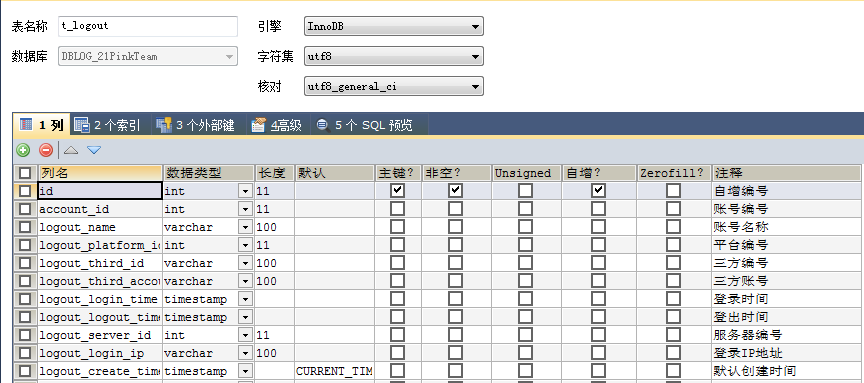 表名称 t_logout 引擎 InnoDB
数据库 DBLOG_21PinkTeam 字符集 utf8
核对 utf8_general_ci
1 列 2 个索引 3 个外部键 4高级 5 个 SQL 预览
列名 数据类型 长度 默认 主键? 非空? Unsigned 自增? Zerofill? 注释
id int 11 自增编号
account_id int 11 账号编号
logout_name varchar 100 账号名称
logout_platform_id int 11 平台编号
logout_third_id varchar 100 三方编号
logout_third_accou varchar 100 三方账号
logout_login_time timestamp 登录时间
logout_logout_time timestamp 登出时间
logout_server_id int 11 服务器编号
logout_login_ip varchar 100 登录IP地址
logout_create_time timestamp CURRENT_TIM 默认创建时间